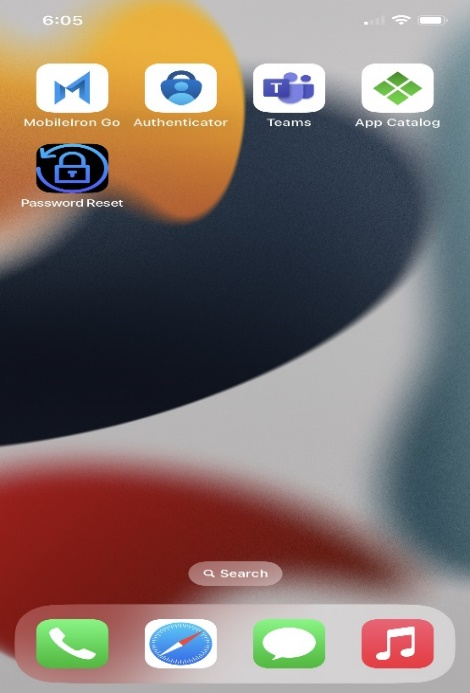 6:05
MobileIron Go Authenticator Teams App Catalog
T
Password Reset
Search